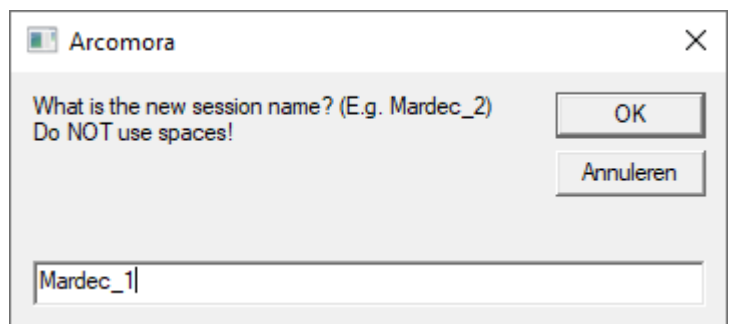 Arcomora
What is the new session name? (E.g. Mardec_2)
Do NOT use spaces!
OK
Annuleren
Mardec_1